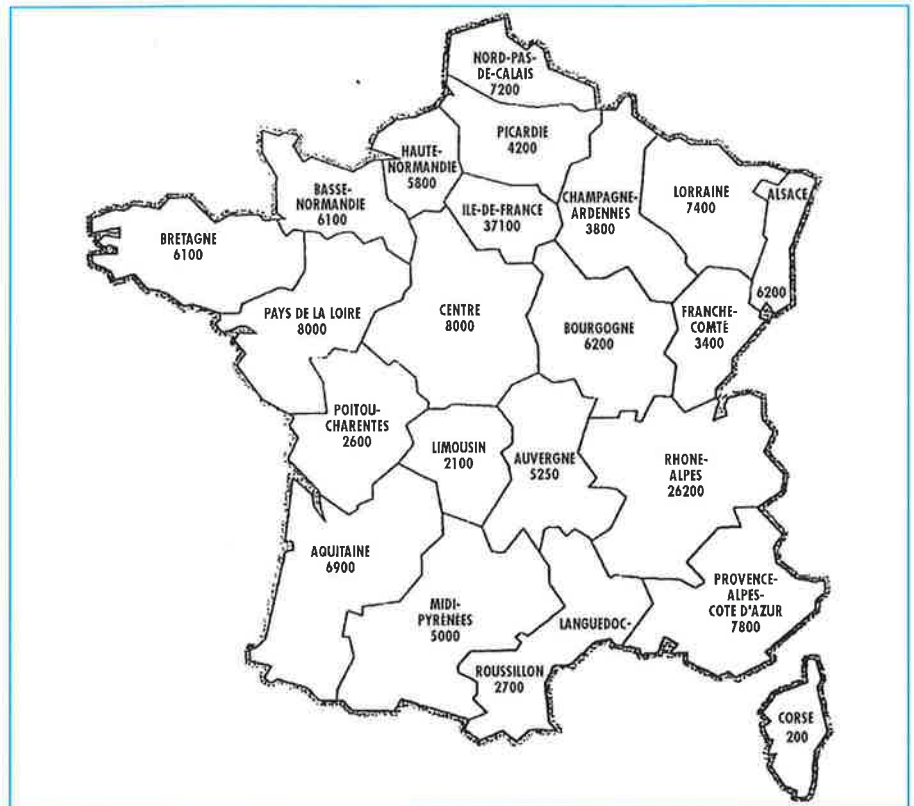 NORD-PAS-
DE-CALAIS
7200
PICARDIE
4200
HAUTE-
NORMANDIE
5800
BASSE-
NORMANDIE
6100
ILE-DE-FRANCE
37100
CHAMPAGNE-
ARDENNES
3800
LORRAINE
7400
ALSACE
6200
BRETAGNE
6100
PAYS DE LA LOIRE
8000
CENTRE
8000
BOURGOGNE
6200
FRANCHE-
COMTE
3400
POITOU-
CHARENTES
2600
LIMOUSIN
2100
AUVERGNE
5250
RHONE-
ALPES
26200
AQUITAINE
6900
MIDI-
PYRENÉES
5000
LANGUEDOC-
ROUSSILLON
2700
PROVENCE-
ALPES-
COTE D'AZUR
7800
CORSE
200